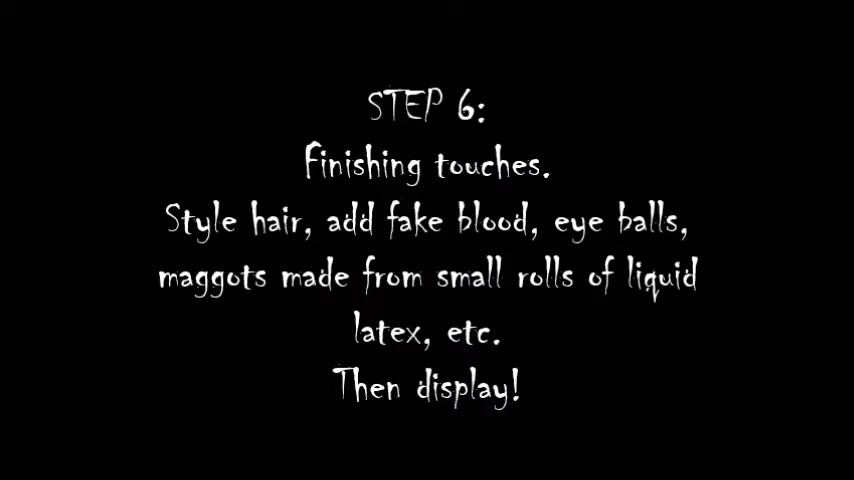 STEP 6:
Finishing touches.
Style hair, add fake blood, eye balls,
maggots made from small rolls of liquid
latex, etc.
Then display!